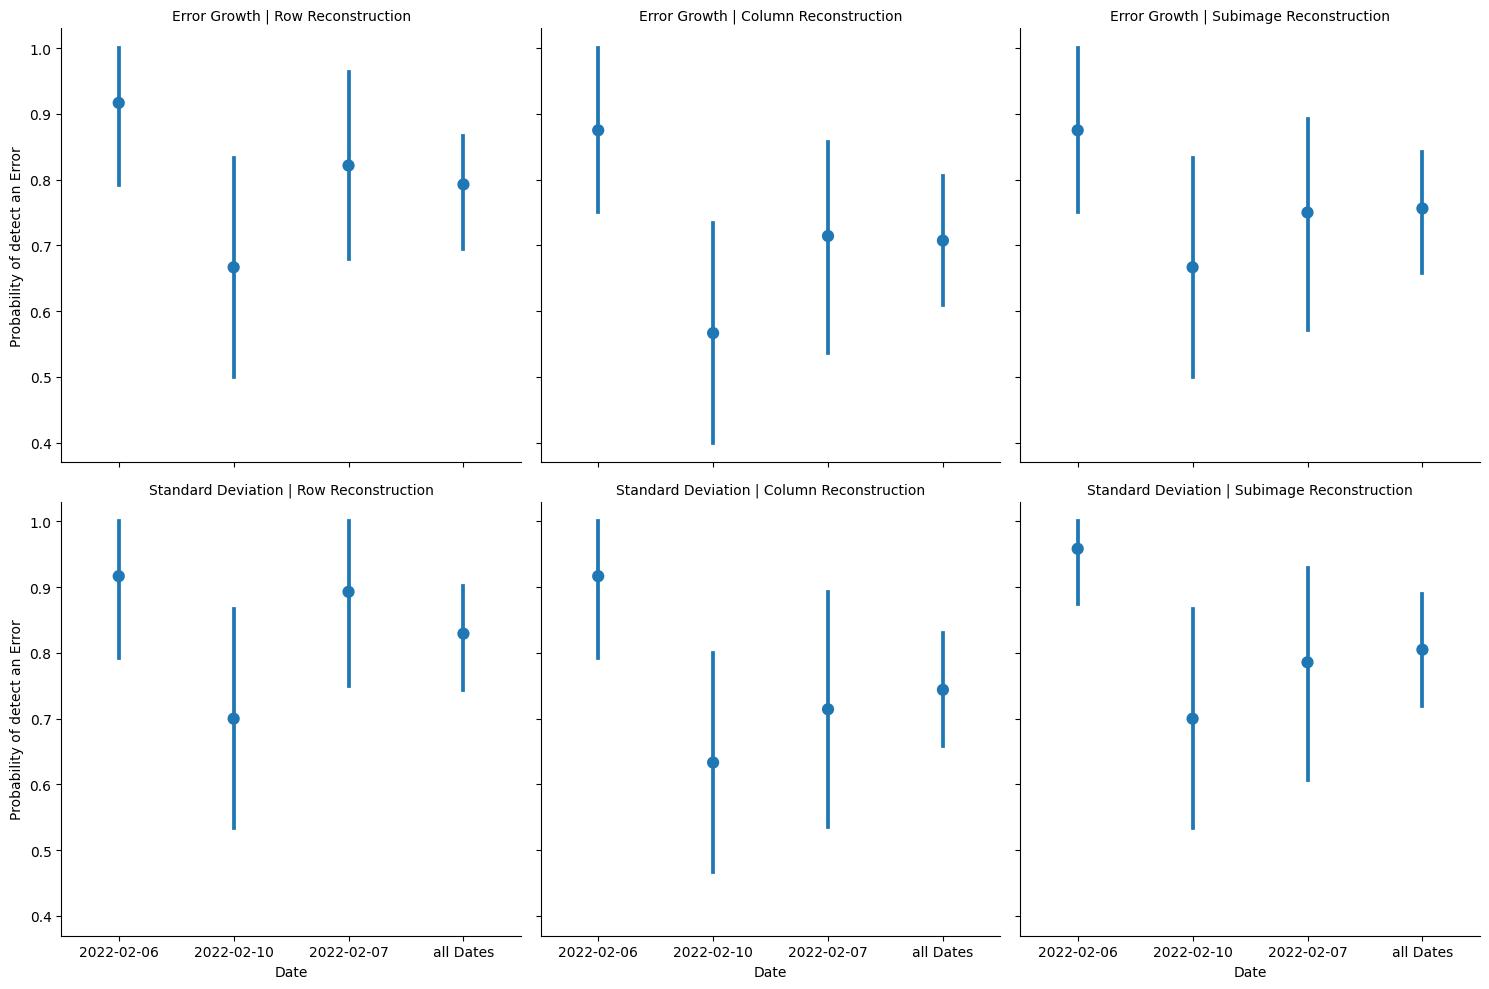 Error Growth | Row Reconstruction
Error Growth | Column Reconstruction
Error Growth | Subimage Reconstruction
Probability of detect an Error
1.0
0.9
0.8
0.7
0.6
0.5
0.4
Standard Deviation | Row Reconstruction
Standard Deviation | Column Reconstruction
Standard Deviation | Subimage Reconstruction
Probability of detect an Error
1.0
0.9
0.8
0.7
0.6
0.5
0.4
2022-02-06 2022-02-10 2022-02-07 all Dates
Date
2022-02-06 2022-02-10 2022-02-07 all Dates
Date
2022-02-06 2022-02-10 2022-02-07 all Dates
Date